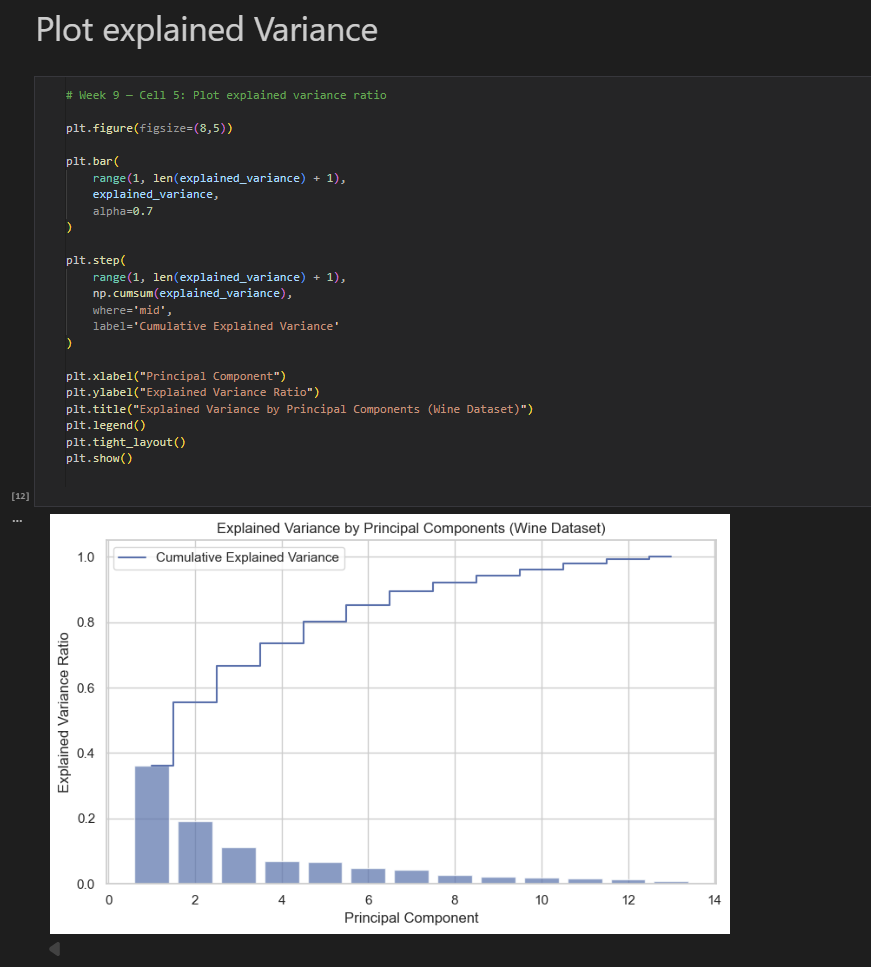 Plot explained Variance
# Week 9 — Cell 5: Plot explained variance ratio
plt.figure(figsize=(8,5))
plt.bar(
    range(1, len(explained_variance) + 1),
    explained_variance,
    alpha=0.7
)
plt.step(
    range(1, len(explained_variance) + 1),
    np.cumsum(explained_variance),
    where='mid',
    label='Cumulative Explained Variance'
)
plt.xlabel("Principal Component")
plt.ylabel("Explained Variance Ratio")
plt.title("Explained Variance by Principal Components (Wine Dataset)")
plt.legend()
plt.tight_layout()
plt.show()
[12]
...
Explained Variance by Principal Components (Wine Dataset)
Cumulative Explained Variance
1.0
0.8
0.6
0.4
0.2
0.0
Explained Variance Ratio
0 2 4 6 8 10 12 14
Principal Component